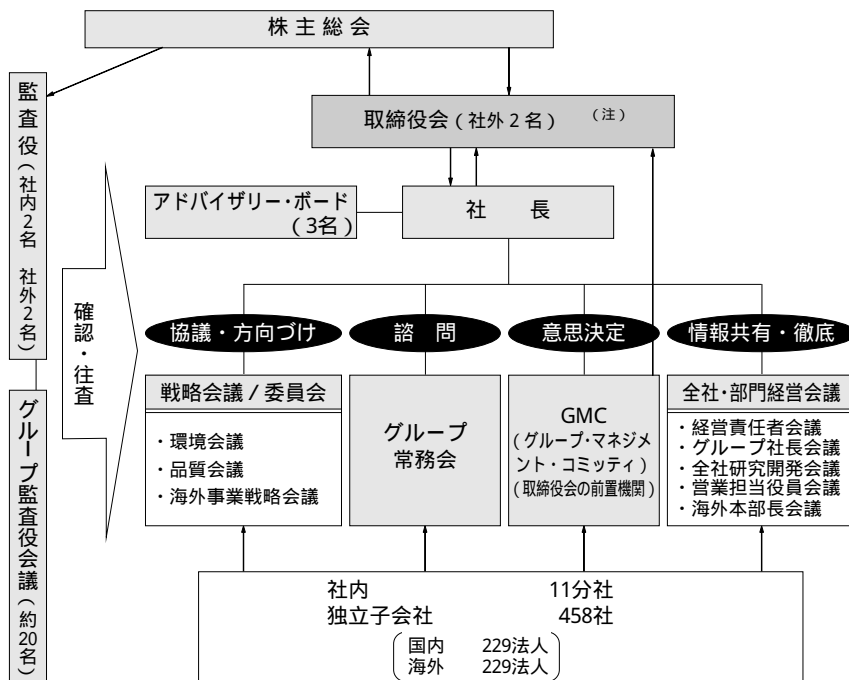 株主総会
監査役（社内2名 社外2名）
グループ監査役会議（約20名）
確認・往査
取締役会（社外2名） （注）
アドバイザリー・ボード
（3名）
社 長
協議・方向づけ
諮 問
意思決定
情報共有・徹底
戦略会議 / 委員会
・環境会議
・品質会議
・海外事業戦略会議
グループ
常務会
GMC
（グループ・マネジメ
ント・コミッティ）
（取締役会の前置機関）
全社・部門経営会議
・経営責任者会議
・グループ社長会議
・全社研究開発会議
・営業担当役員会議
・海外本部長会議
社内 11分社
独立子会社 458社
国内 229法人
海外 229法人